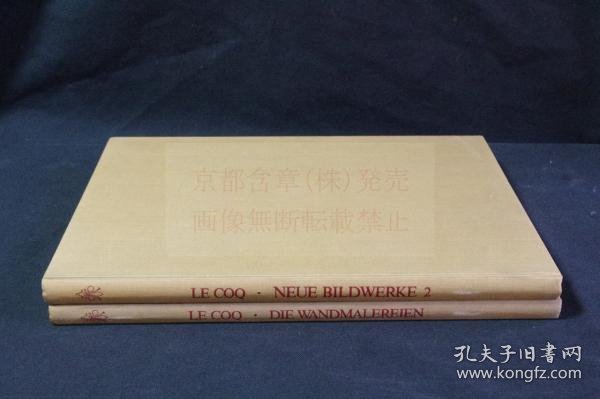 京都含章(株)発売
画像無断転載禁止
LE COQ · NEUE BILDWERKE 2
LE COQ · DIE WANDMALEREIEN
孔夫子旧书网
www.kongfz.com